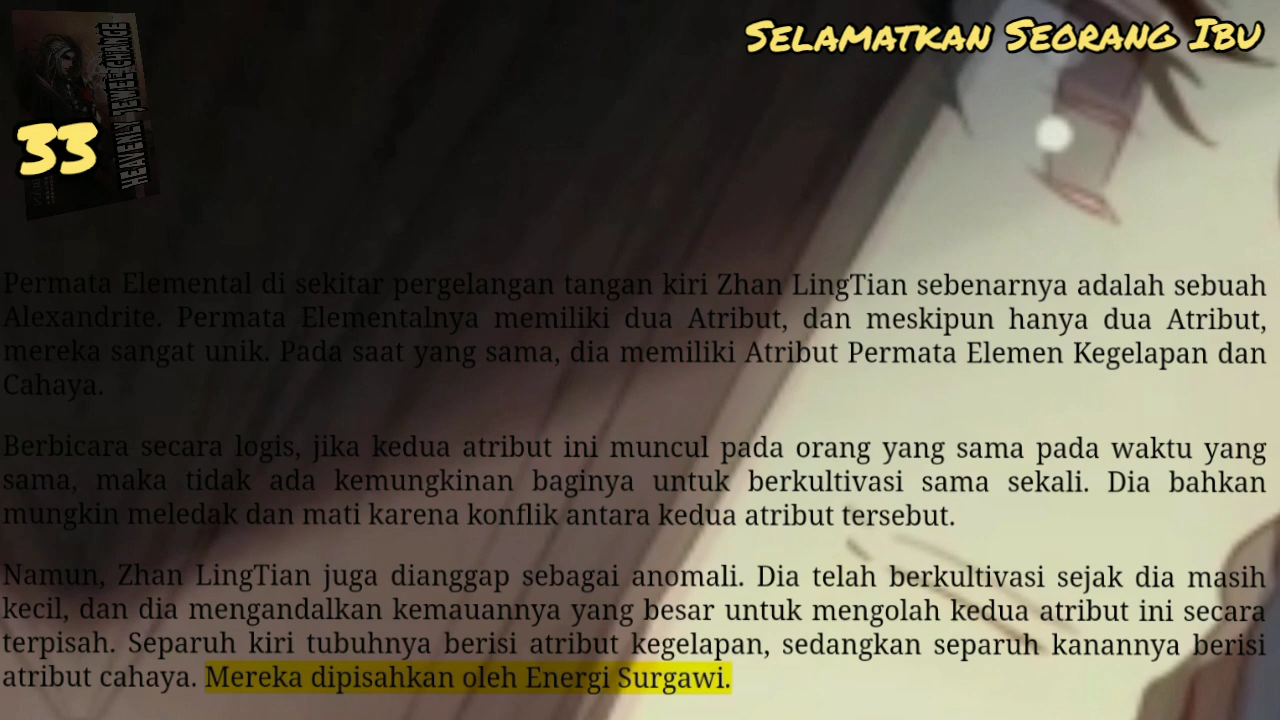 Selamatkan Seorang Ibu
HEAVENLY JEWEL CHANGE
33
Permata Elemental di sekitar pergelangan tangan kiri Zhan LingTian sebenarnya adalah sebuah
Alexandrite. Permata Elementalnya memiliki dua Atribut, dan meskipun hanya dua Atribut,
mereka sangat unik. Pada saat yang sama, dia memiliki Atribut Permata Elemen Kegelapan dan
Cahaya.
Berbicara secara logis, jika kedua atribut ini muncul pada orang yang sama pada waktu yang
sama, maka tidak ada kemungkinan baginya untuk berkultivasi sama sekali. Dia bahkan
mungkin meledak dan mati karena konflik antara kedua atribut tersebut.
Namun, Zhan LingTian juga dianggap sebagai anomali. Dia telah berkultivasi sejak dia masih
kecil, dan dia mengandalkan kemauannya yang besar untuk mengolah kedua atribut ini secara
terpisah. Separuh kiri tubuhnya berisi atribut kegelapan, sedangkan separuh kanannya berisi
atribut cahaya. Mereka dipisahkan oleh Energi Surgawi.